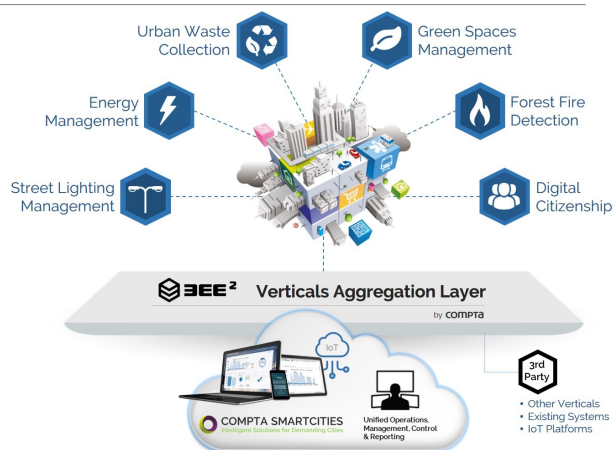 Urban Waste
Collection
Green Spaces
Management
Energy
Management
Forest Fire
Detection
Street Lighting
Management
Digital
Citizenship
BEE² Verticals Aggregation Layer
by COMPTA
IoT
3rd
Party
COMPTA SMARTCITIES
Intelligent Solutions for Demanding Cities
Unified Operations,
Management, Control
& Reporting
• Other Verticals
• Existing Systems
• IoT Platforms